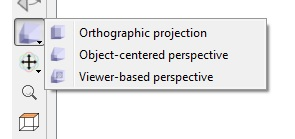 Orthographic projection
Object-centered perspective
Viewer-based perspective